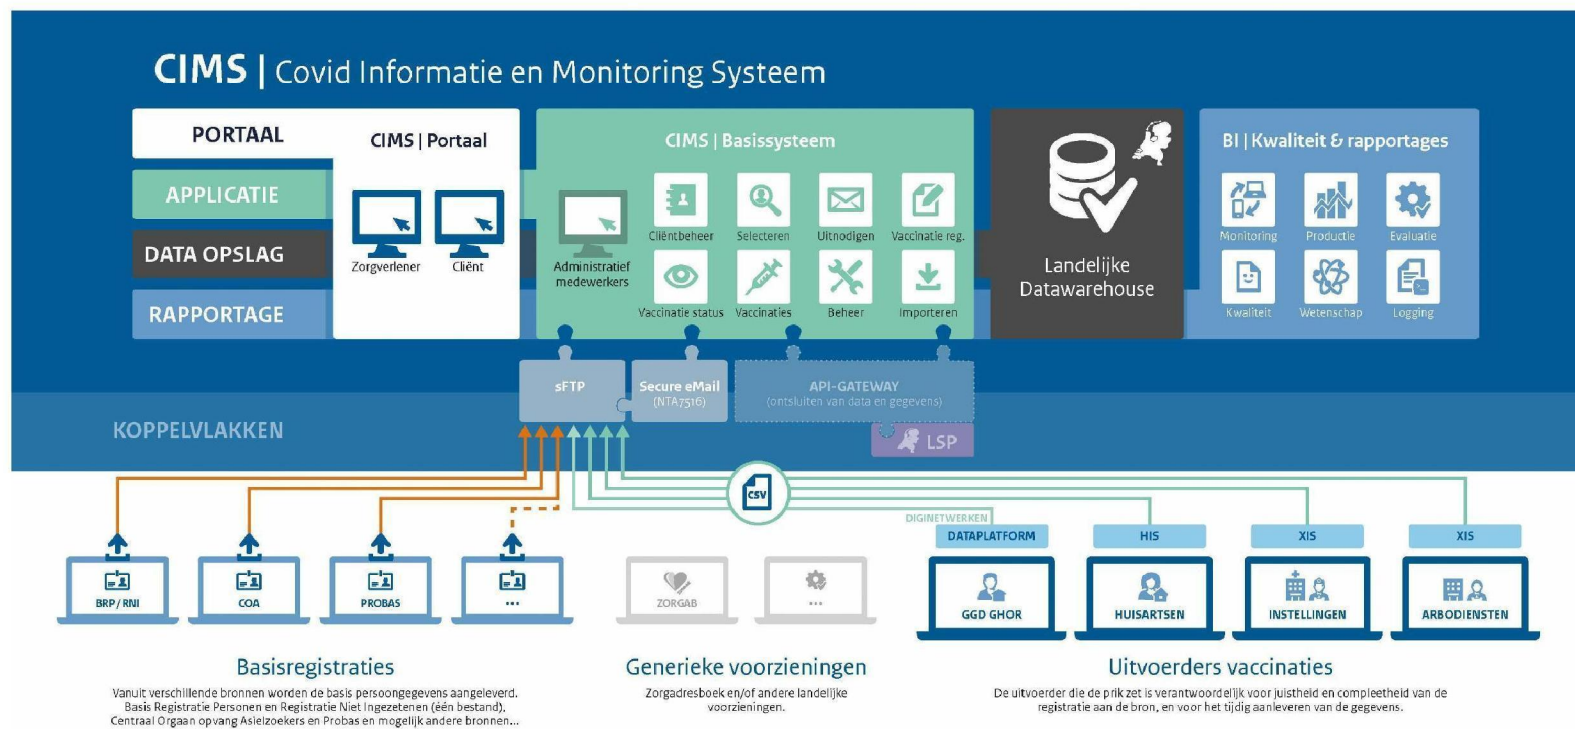 CIMS | Covid Informatie en Monitoring Systeem
PORTAAL
APPLICATIE
DATA OPSLAG
RAPPORTAGE
CIMS | Portaal
Zorgverlener
Cliënt
CIMS | Basissysteem
Administratief
medewerkers
Cliëntbeheer
Selecteren
Uitnodigen
Vaccinatie reg.
Vaccinatie status
Vaccinaties
Beheer
Importeren
Landelijke
Datawarehouse
BI | Kwaliteit & rapportages
Monitoring
Productie
Evaluatie
Kwaliteit
Wetenschap
Logging
sFTP
Secure eMail
(NTA7516)
API-GATEWAY
(ontsluiten van data en gegevens)
LSP
KOPPELVLAKKEN
CSV
DIGINETWERKEN
DATAPLATFORM
HIS
XIS
XIS
BRP / RNI
COA
PROBAS
...
ZORGAB
...
GGD GHOR
HUISARTSEN
INSTELLINGEN
ARBODIENSTEN
Basisregistraties
Vanuit verschillende bronnen worden de basis persoongegevens aangeleverd.
Basis Registratie Personen en Registratie Niet Ingezetenen (één bestand),
Centraal Orgaan opvang Asielzoekers en Probas en mogelijk andere bronnen...
Generieke voorzieningen
Zorgadresboek en/of andere landelijke
voorzieningen.
Uitvoerders vaccinaties
De uitvoerder die de prik zet is verantwoordelijk voor juistheid en compleetheid van de
registratie aan de bron, en voor het tijdig aanleveren van de gegevens.